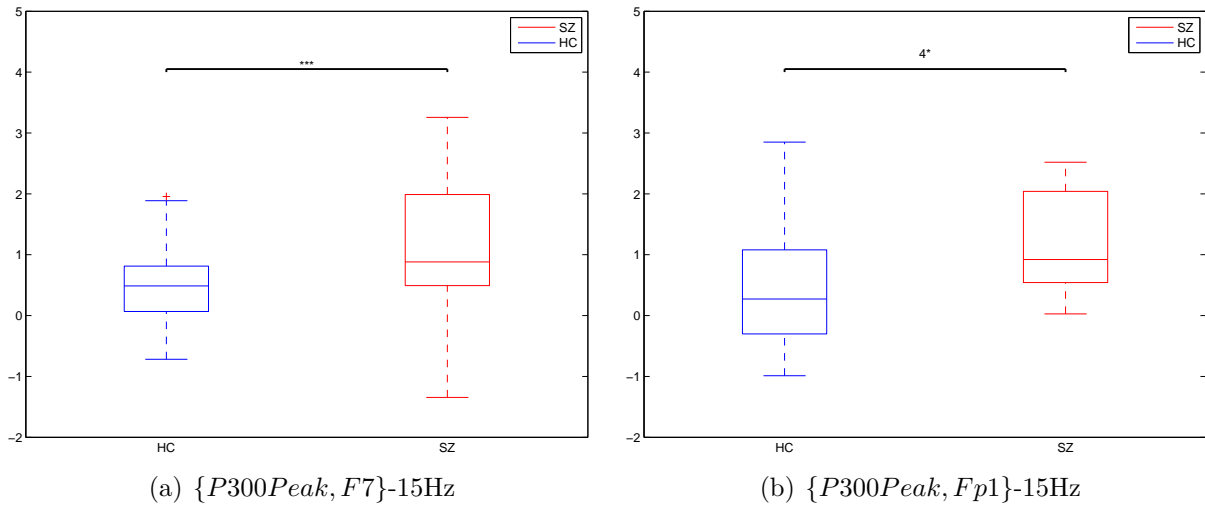 5
4
3
2
1
0
−1
−2
SZ
HC
***
HC
SZ
(a) {P300Peak, F7}-15Hz
5
4
3
2
1
0
−1
−2
SZ
HC
4*
HC
SZ
(b) {P300Peak, Fp1}-15Hz